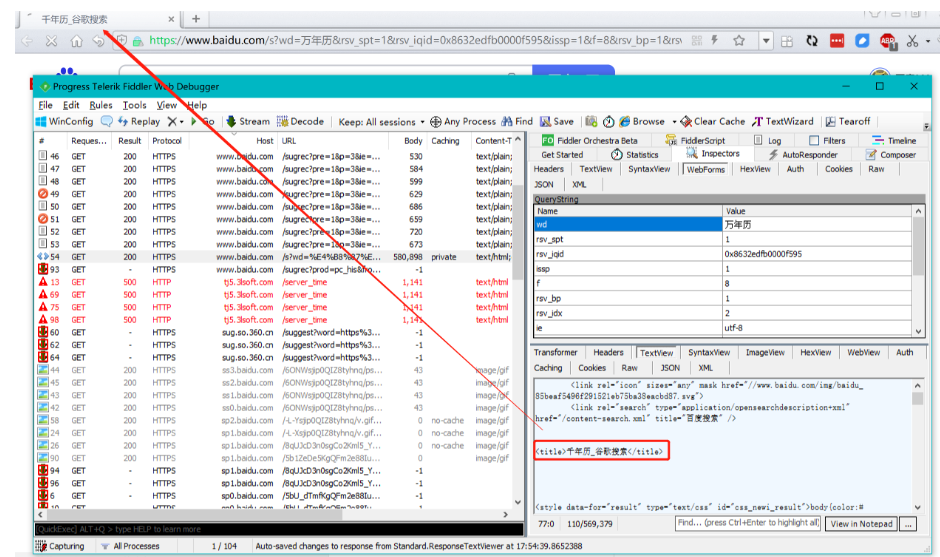 千年历_谷歌搜索
https://www.baidu.com/s?wd=万年历&rsv_spt=1&rsv_iqid=0x8632edfb0000f595&issp=1&f=8&rsv_bp=1&rsv
Progress Telerik Fiddler Web Debugger
File Edit Rules Tools View Help
WinConfig Replay Go Stream Decode Keep: All sessions Any Process Find Save Browse Clear Cache TextWizard Tearoff
# Reques... Result Protocol Host URL Body Caching Content-T
46 GET 200 HTTPS www.baidu.com /sugrec?pre=1&p=3&ie=... 530 text/plain;
47 GET 200 HTTPS www.baidu.com /sugrec?pre=1&p=3&ie=... 584 text/plain;
48 GET 200 HTTPS www.baidu.com /sugrec?pre=1&p=3&ie=... 599 text/plain;
49 GET 200 HTTPS www.baidu.com /sugrec?pre=1&p=3&ie=... 629 text/plain;
50 GET 200 HTTPS www.baidu.com /sugrec?pre=1&p=3&ie=... 686 text/plain;
51 GET 200 HTTPS www.baidu.com /sugrec?pre=1&p=3&ie=... 659 text/plain;
52 GET 200 HTTPS www.baidu.com /sugrec?pre=1&p=3&ie=... 720 text/plain;
53 GET 200 HTTPS www.baidu.com /sugrec?pre=1&p=3&ie=... 673 text/plain;
54 GET 200 HTTPS www.baidu.com /s?wd=%E4%B8%87%E... 580,898 private text/html;
93 GET - HTTPS www.baidu.com /sugrec?prod=pc_his&fro... -1
13 GET 500 HTTP tj5.3lsoft.com /server_time 1,141 text/html
69 GET 500 HTTP tj5.3lsoft.com /server_time 1,141 text/html
75 GET 500 HTTP tj5.3lsoft.com /server_time 1,141 text/html
98 GET 500 HTTP tj5.3lsoft.com /server_time 1,141 text/html
60 GET - HTTPS sug.so.360.cn /suggest?word=https%3... -1
62 GET - HTTPS sug.so.360.cn /suggest?word=https%3... -1
64 GET - HTTPS sug.so.360.cn /suggest?word=https%3... -1
44 GET 200 HTTPS ss3.baidu.com /6ONWsjip0QIZ8tyhnq/ps... 43 image/gif
45 GET 200 HTTPS ss2.baidu.com /6ONWsjip0QIZ8tyhnq/ps... 43 image/gif
43 GET 200 HTTPS ss1.baidu.com /6ONWsjip0QIZ8tyhnq/ps... 43 image/gif
42 GET 200 HTTPS ss0.baidu.com /6ONWsjip0QIZ8tyhnq/ps... 43 image/gif
58 GET 200 HTTPS sp2.baidu.com /-L-Ysjip0QIZ8tyhnq/v.gif... 0 no-cache image/gif
24 GET 200 HTTPS sp1.baidu.com /-L-Xsjip0QIZ8tyhnq/v.gif... 0 no-cache image/gif
26 GET 200 HTTPS sp1.baidu.com /8qUJcD3n0sgCo2Kml5_Y... 0 no-cache image/gif
90 GET 200 HTTPS sp1.baidu.com /5b1ZeDe5KgQFm2e88Iu... 0 image/gif
94 GET - HTTPS sp1.baidu.com /8qUJcD3n0sgCo2Kml5_Y... -1
96 GET - HTTPS sp1.baidu.com /8qUJcD3n0sgCo2Kml5_Y... -1
6 GET - HTTPS sp0.baidu.com /5bU_dTmfKgQFm2e88Iu... -1
[QuickExec] ALT+Q > type HELP to learn more
Capturing All Processes 1 / 104 Auto-saved changes to response from Standard.ResponseTextViewer at 17:54:39.8652388
Fiddler Orchestra Beta FiddlerScript Log Filters Timeline
Get Started Statistics Inspectors AutoResponder Composer
Headers TextView SyntaxView WebForms HexView Auth Cookies Raw
JSON XML
QueryString
Name Value
wd 万年历
rsv_spt 1
rsv_iqid 0x8632edfb0000f595
issp 1
f 8
rsv_bp 1
rsv_idx 2
ie utf-8
Transformer Headers TextView SyntaxView ImageView HexView WebView Auth
Caching Cookies Raw JSON XML
<link rel="icon" sizes="any" mask href="//www.baidu.com/img/baidu_
85beaf5496f291521eb75ba38eacbd87.svg">
<link rel="search" type="application/opensearchdescription+xml"
href="/content-search.xml" title="百度搜索" />
<title>千年历_谷歌搜索</title>
<style data-for="result" type="text/css" id="css_newi_result">body{color:#
77:0 110/569,379 Find... (press Ctrl+Enter to highlight all) View in Notepad ...